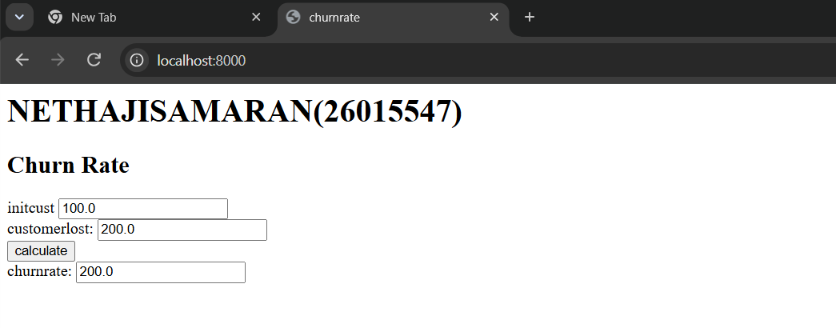 New Tab
churnrate
localhost:8000
NETHAJISAMARAN(26015547)
Churn Rate
initcust 100.0
customerlost: 200.0
calculate
churnrate: 200.0